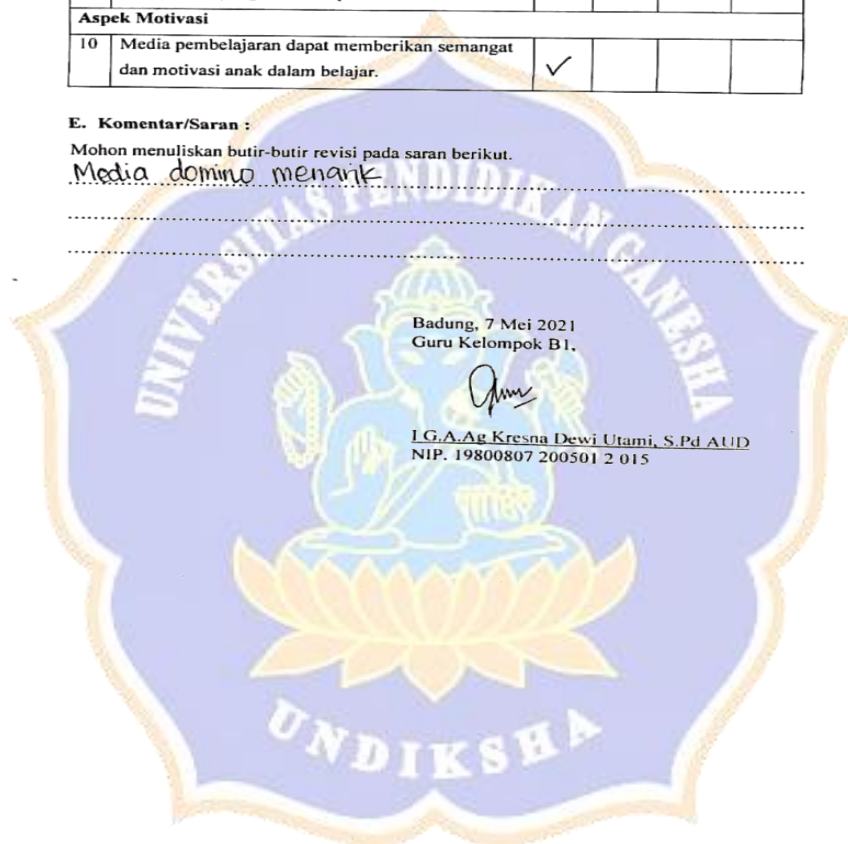 Aspek Motivasi
10 Media pembelajaran dapat memberikan semangat
dan motivasi anak dalam belajar. ✓
E. Komentar/Saran :
Mohon menuliskan butir-butir revisi pada saran berikut.
Media domino menarik
UNIVERSITAS PENDIDIKAN GANESHA
Badung, 7 Mei 2021
Guru Kelompok B1,
I G.A.Ag Kresna Dewi Utami, S.Pd AUD
NIP. 19800807 200501 2 015
UNDIKSHA